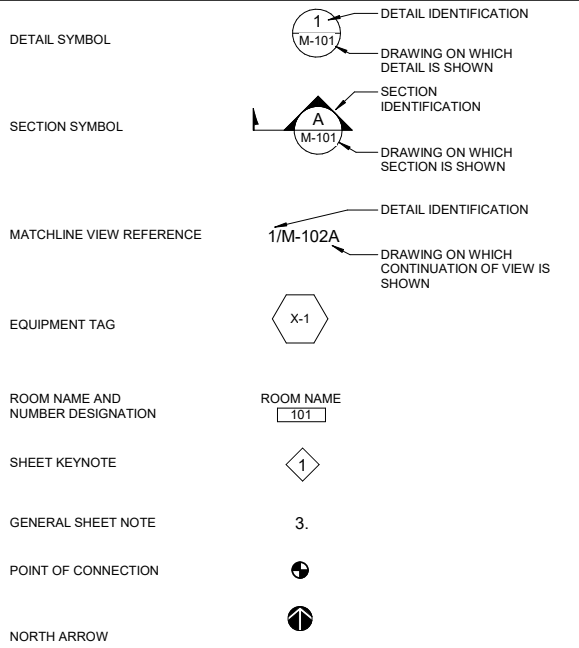 DETAIL SYMBOL
1
M-101
DETAIL IDENTIFICATION
DRAWING ON WHICH
DETAIL IS SHOWN
SECTION SYMBOL
A
M-101
SECTION
IDENTIFICATION
DRAWING ON WHICH
SECTION IS SHOWN
MATCHLINE VIEW REFERENCE
1/M-102A
DETAIL IDENTIFICATION
DRAWING ON WHICH
CONTINUATION OF VIEW IS
SHOWN
EQUIPMENT TAG
X-1
ROOM NAME AND
NUMBER DESIGNATION
ROOM NAME
101
SHEET KEYNOTE
1
GENERAL SHEET NOTE
3.
POINT OF CONNECTION
NORTH ARROW